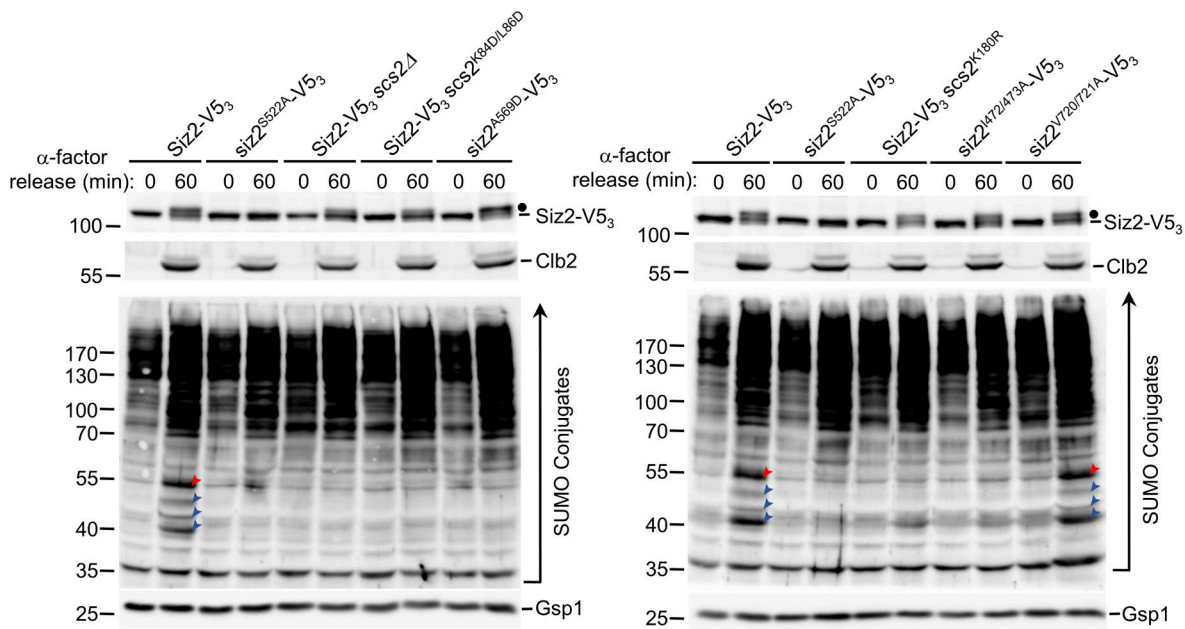 Siz2-V5₃
siz2^S522A-V5₃
Siz2-V5₃ scs2Δ
Siz2-V5₃ scs2^K84D/L86D
siz2^A569D-V5₃
α-factor
release (min): 0 60 0 60 0 60 0 60 0 60
Siz2-V5₃
100
Clb2
55
170
130
100
70
55
40
35
SUMO Conjugates
25
Gsp1
Siz2-V5₃
siz2^S522A-V5₃
Siz2-V5₃ scs2^K180R
siz2^I472/473A-V5₃
siz2^V720/721A-V5₃
α-factor
release (min): 0 60 0 60 0 60 0 60 0 60
Siz2-V5₃
100
Clb2
55
170
130
100
70
55
40
35
SUMO Conjugates
25
Gsp1